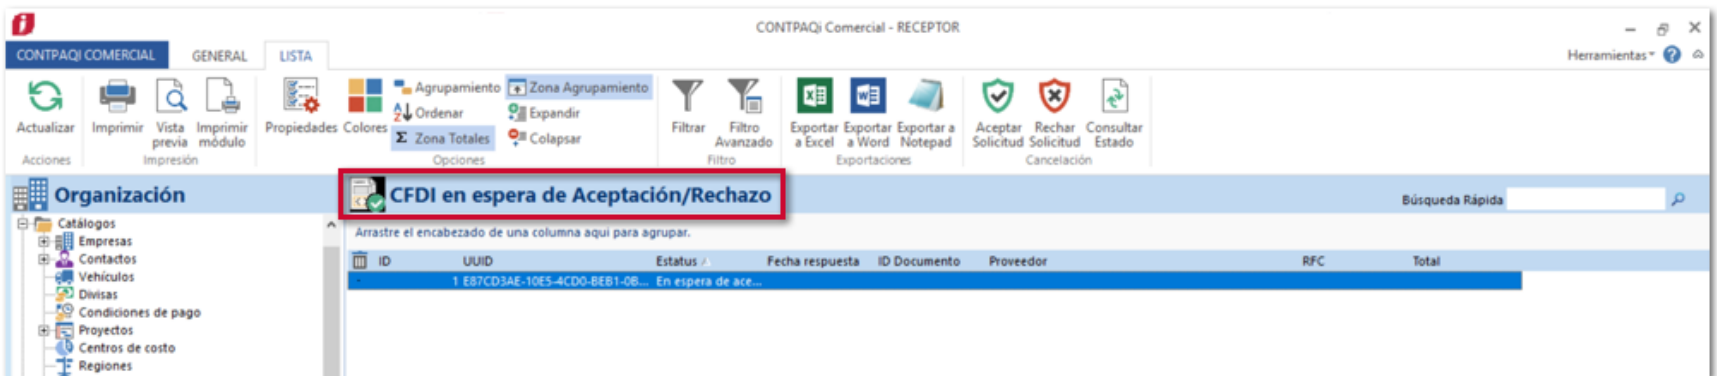 CONTPAQi Comercial - RECEPTOR
CONTPAQI COMERCIAL GENERAL LISTA Herramientas
Actualizar Imprimir Vista previa Imprimir módulo Propiedades Colores
Agrupamiento Zona Agrupamiento
Ordenar Expandir
Σ Zona Totales Colapsar
Filtrar Filtro Avanzado Exportar a Excel Exportar a Word Exportar a Notepad Aceptar Solicitud Rechar Solicitud Consultar Estado
Acciones Impresión Opciones Filtro Exportaciones Cancelación
Organización CFDI en espera de Aceptación/Rechazo Búsqueda Rápida
Arrastre el encabezado de una columna aqui para agrupar.
ID UUID Estatus Fecha respuesta ID Documento Proveedor RFC Total
1 E87CD3AE-10E5-4CD0-BEB1-0B... En espera de ace...
Catálogos
Empresas
Contactos
Vehículos
Divisas
Condiciones de pago
Proyectos
Centros de costo
Regiones